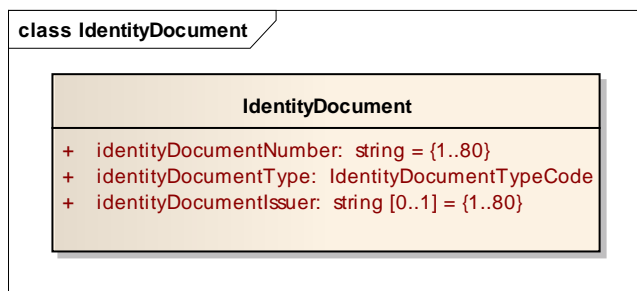 class IdentityDocument
IdentityDocument
+ identityDocumentNumber: string = {1..80}
+ identityDocumentType: IdentityDocumentTypeCode
+ identityDocumentIssuer: string [0..1] = {1..80}